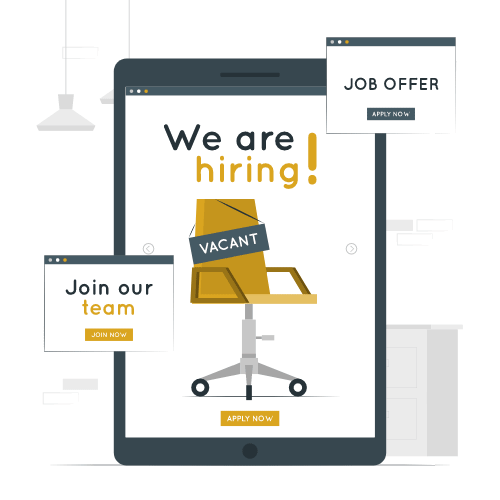 We are
hiring!
VACANT
APPLY NOW
JOB OFFER
APPLY NOW
Join our
team
JOIN NOW